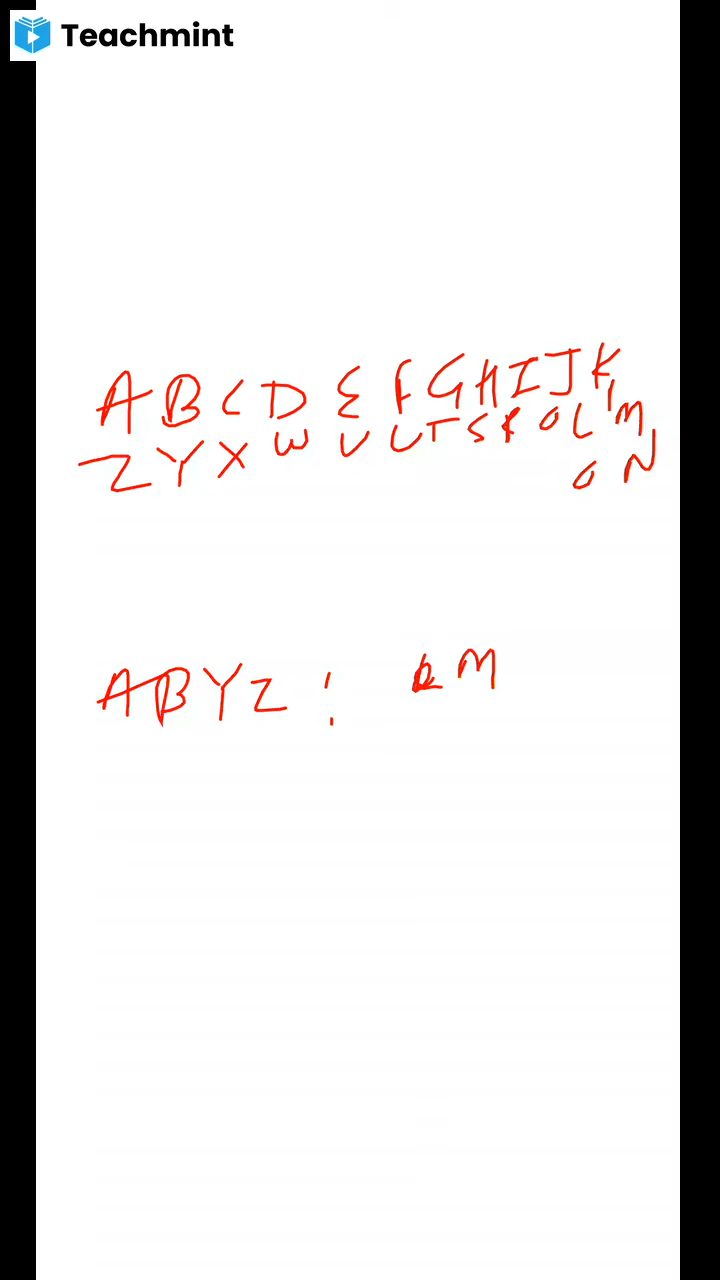 Teachmint
A B C D E F G H I J K
Z Y X W V U T S R O L M
O N
A B Y Z : L M